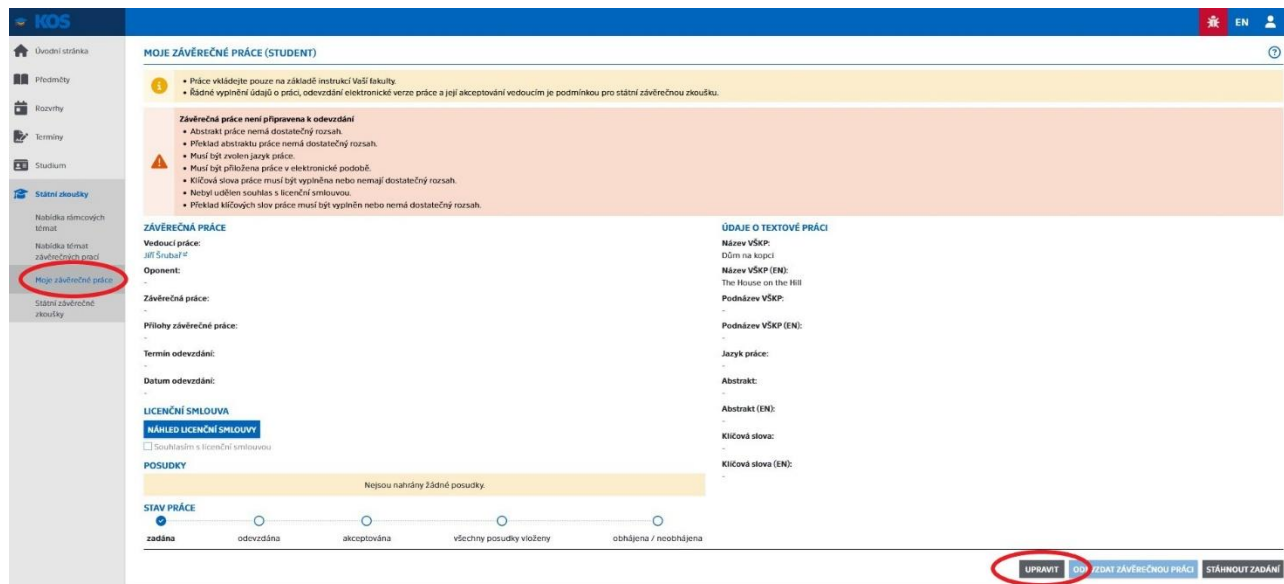 KOS
EN
Úvodní stránka
Předměty
Rozvrhy
Termíny
Studium
Státní zkoušky
Nabídka rámcových
témat
Nabídka témat
závěrečných prací
Moje závěrečné práce
Státní závěrečné
zkoušky
MOJE ZÁVĚREČNÉ PRÁCE (STUDENT)
• Práce vkládejte pouze na základě instrukcí Vaší fakulty.
• Řádné vyplnění údajů o práci, odevzdání elektronické verze práce a její akceptování vedoucím je podmínkou pro státní závěrečnou zkoušku.
Závěrečná práce není připravena k odevzdání
• Abstrakt práce nemá dostatečný rozsah.
• Překlad abstraktu práce nemá dostatečný rozsah.
• Musí být zvolen jazyk práce.
• Musí být přiložena práce v elektronické podobě.
• Klíčová slova práce musí být vyplněna nebo nemají dostatečný rozsah.
• Nebyl udělen souhlas s licenční smlouvou.
• Překlad klíčových slov práce musí být vyplněn nebo nemá dostatečný rozsah.
ZÁVĚREČNÁ PRÁCE
Vedoucí práce:
Jiří Šrubař
Oponent:
-
Závěrečná práce:
-
Přílohy závěrečné práce:
-
Termín odevzdání:
-
Datum odevzdání:
-
LICENČNÍ SMLOUVA
NÁHLED LICENČNÍ SMLOUVY
Souhlasím s licenční smlouvou
POSUDKY
Nejsou nahrány žádné posudky.
STAV PRÁCE
zadána
odevzdána
akceptována
všechny posudky vloženy
obhájena / neobhájena
ÚDAJE O TEXTOVÉ PRÁCI
Název VŠKP:
Dům na kopci
Název VŠKP (EN):
The House on the Hill
Podnázev VŠKP:
-
Podnázev VŠKP (EN):
-
Jazyk práce:
-
Abstrakt:
-
Abstrakt (EN):
-
Klíčová slova:
-
Klíčová slova (EN):
-
UPRAVIT
ODEVZDAT ZÁVĚREČNOU PRÁCI
STÁHNOUT ZADÁNÍ